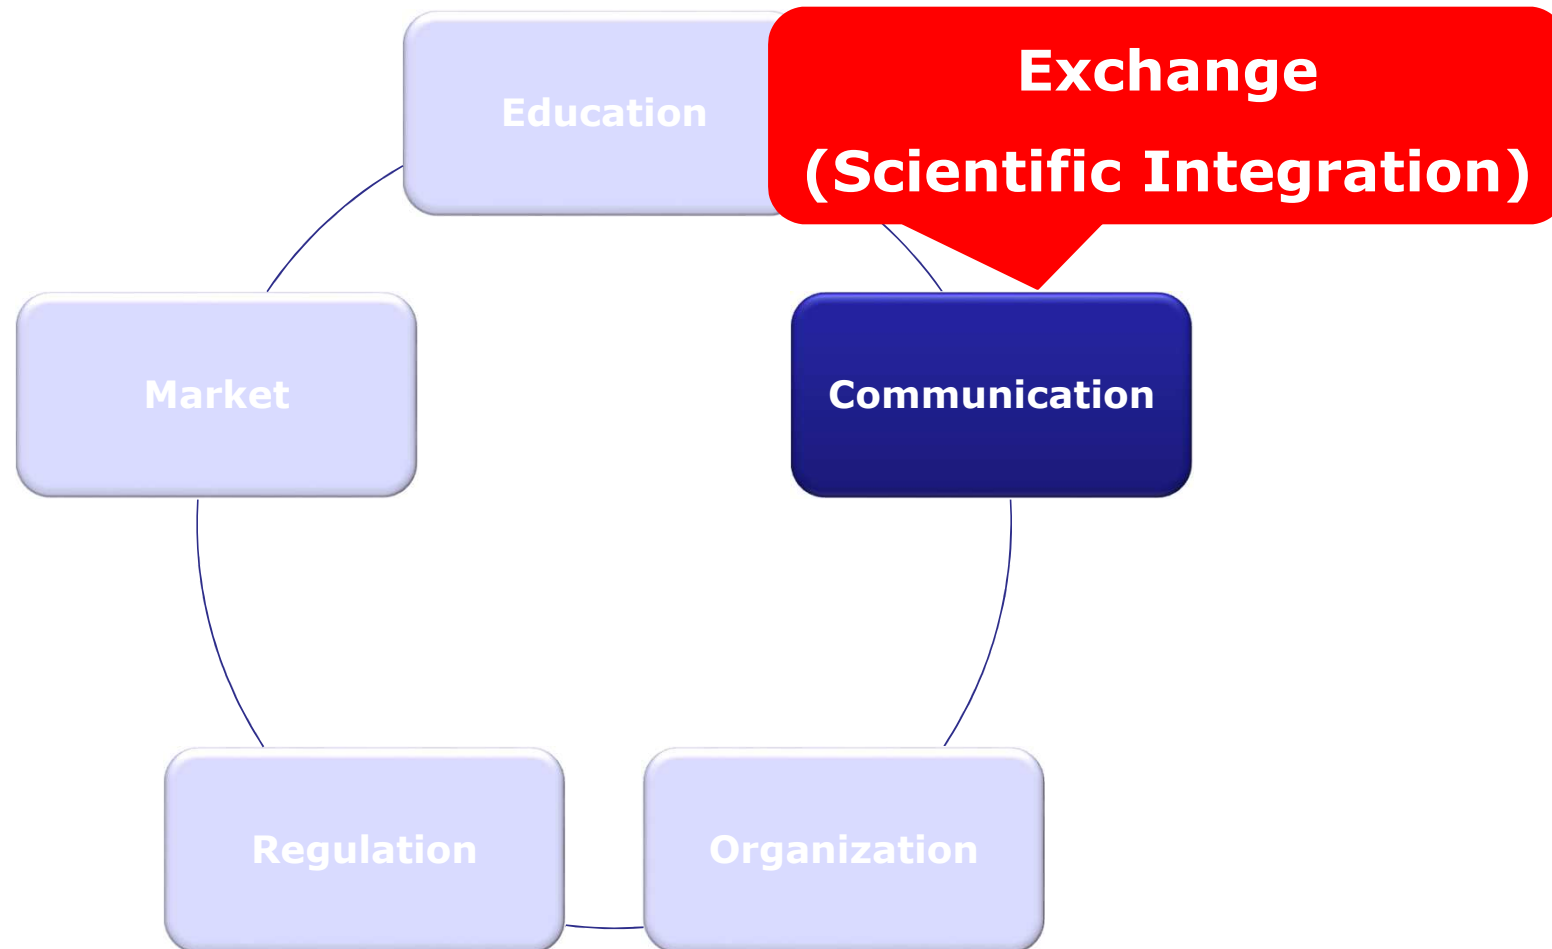 Education
Exchange
(Scientific Integration)
Market
Communication
Regulation
Organization